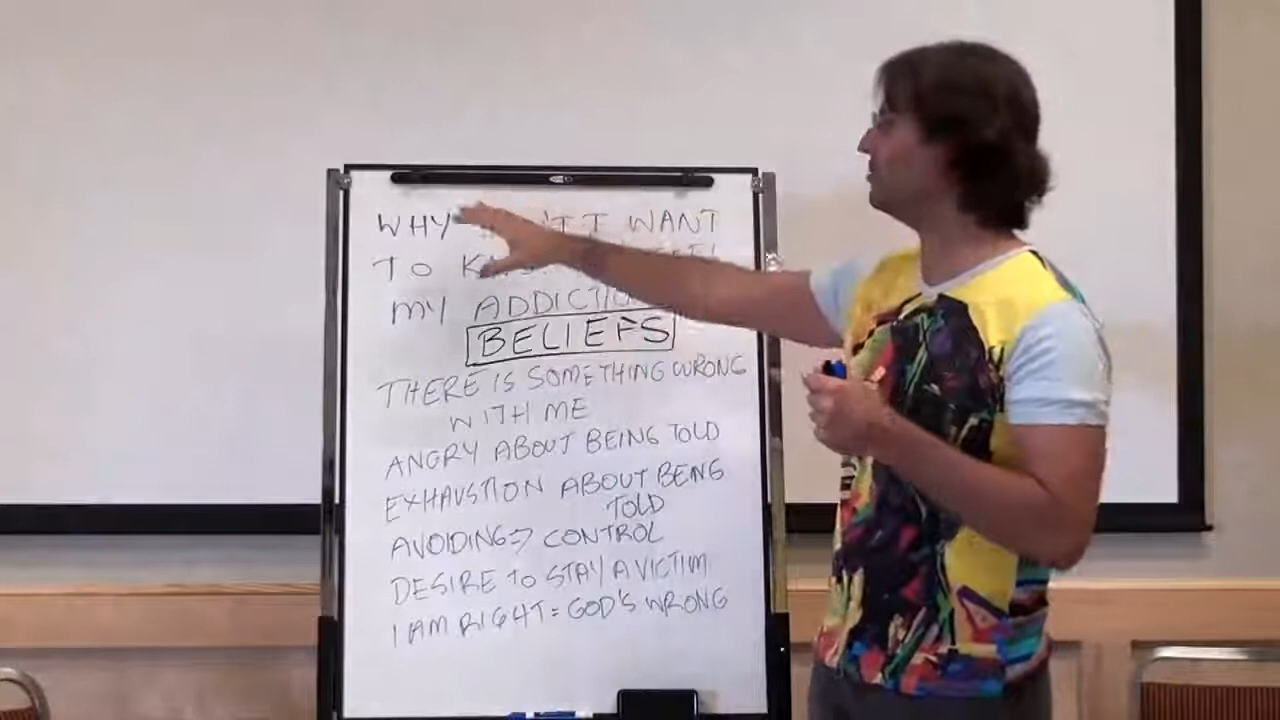 WHY I WANT
TO
MY ADDICTIO
BELIEFS
THERE IS SOMETHING WRONG
WITH ME
ANGRY ABOUT BEING TOLD
EXHAUSTION ABOUT BEING
TOLD
AVOIDING => CONTROL
DESIRE TO STAY A VICTIM
I AM RIGHT = GOD'S WRONG